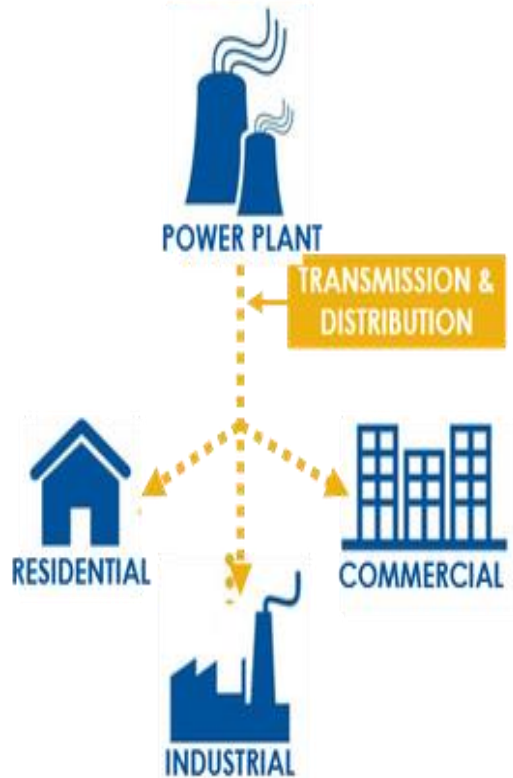 POWER PLANT
TRANSMISSION &
DISTRIBUTION
RESIDENTIAL
COMMERCIAL
INDUSTRIAL